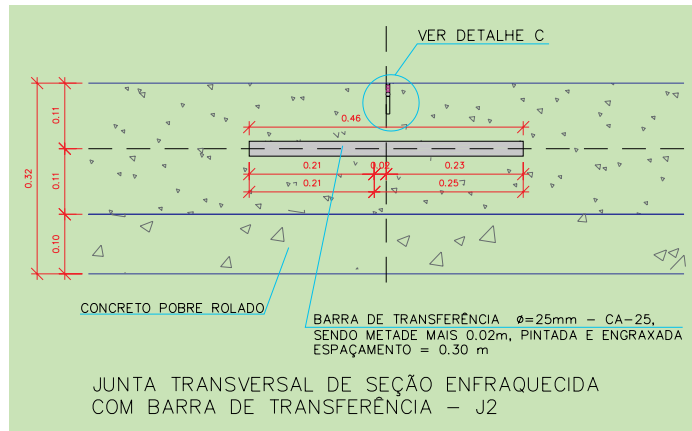 VER DETALHE C
0.11
0.46
0.32
0.21
0.02
0.23
0.11
0.21
0.25
0.10
CONCRETO POBRE ROLADO
BARRA DE TRANSFERÊNCIA ø=25mm – CA-25,
SENDO METADE MAIS 0.02m, PINTADA E ENGRAXADA
ESPAÇAMENTO = 0.30 m
JUNTA TRANSVERSAL DE SEÇÃO ENFRAQUECIDA
COM BARRA DE TRANSFERÊNCIA – J2